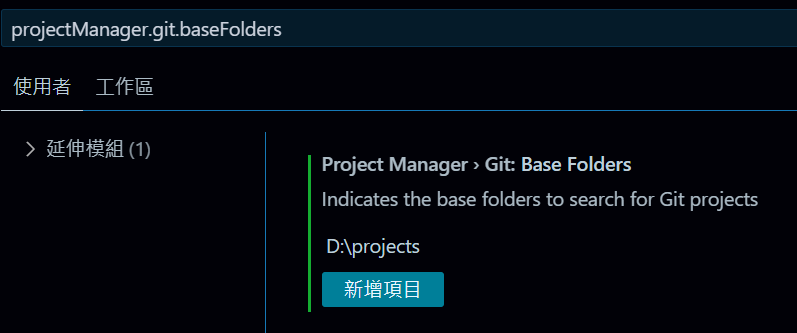 projectManager.git.baseFolders
使用者 工作區
延伸模組 (1)
Project Manager › Git: Base Folders
Indicates the base folders to search for Git projects
D:\projects
新增項目